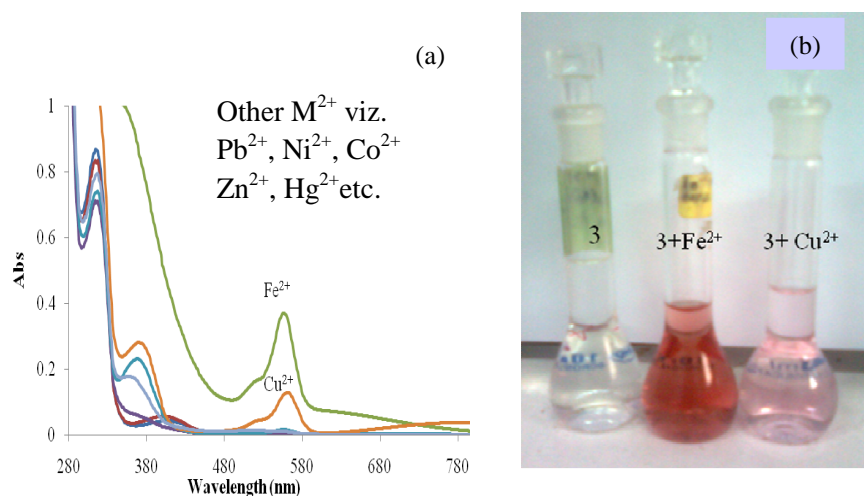 (a)
(b)
Other M²⁺ viz.
Pb²⁺, Ni²⁺, Co²⁺
Zn²⁺, Hg²⁺etc.
Abs
1
0.8
0.6
0.4
0.2
0
Fe²⁺
Cu²⁺
280 380 480 580 680 780
Wavelength (nm)
3
3+Fe²⁺
3+ Cu²⁺